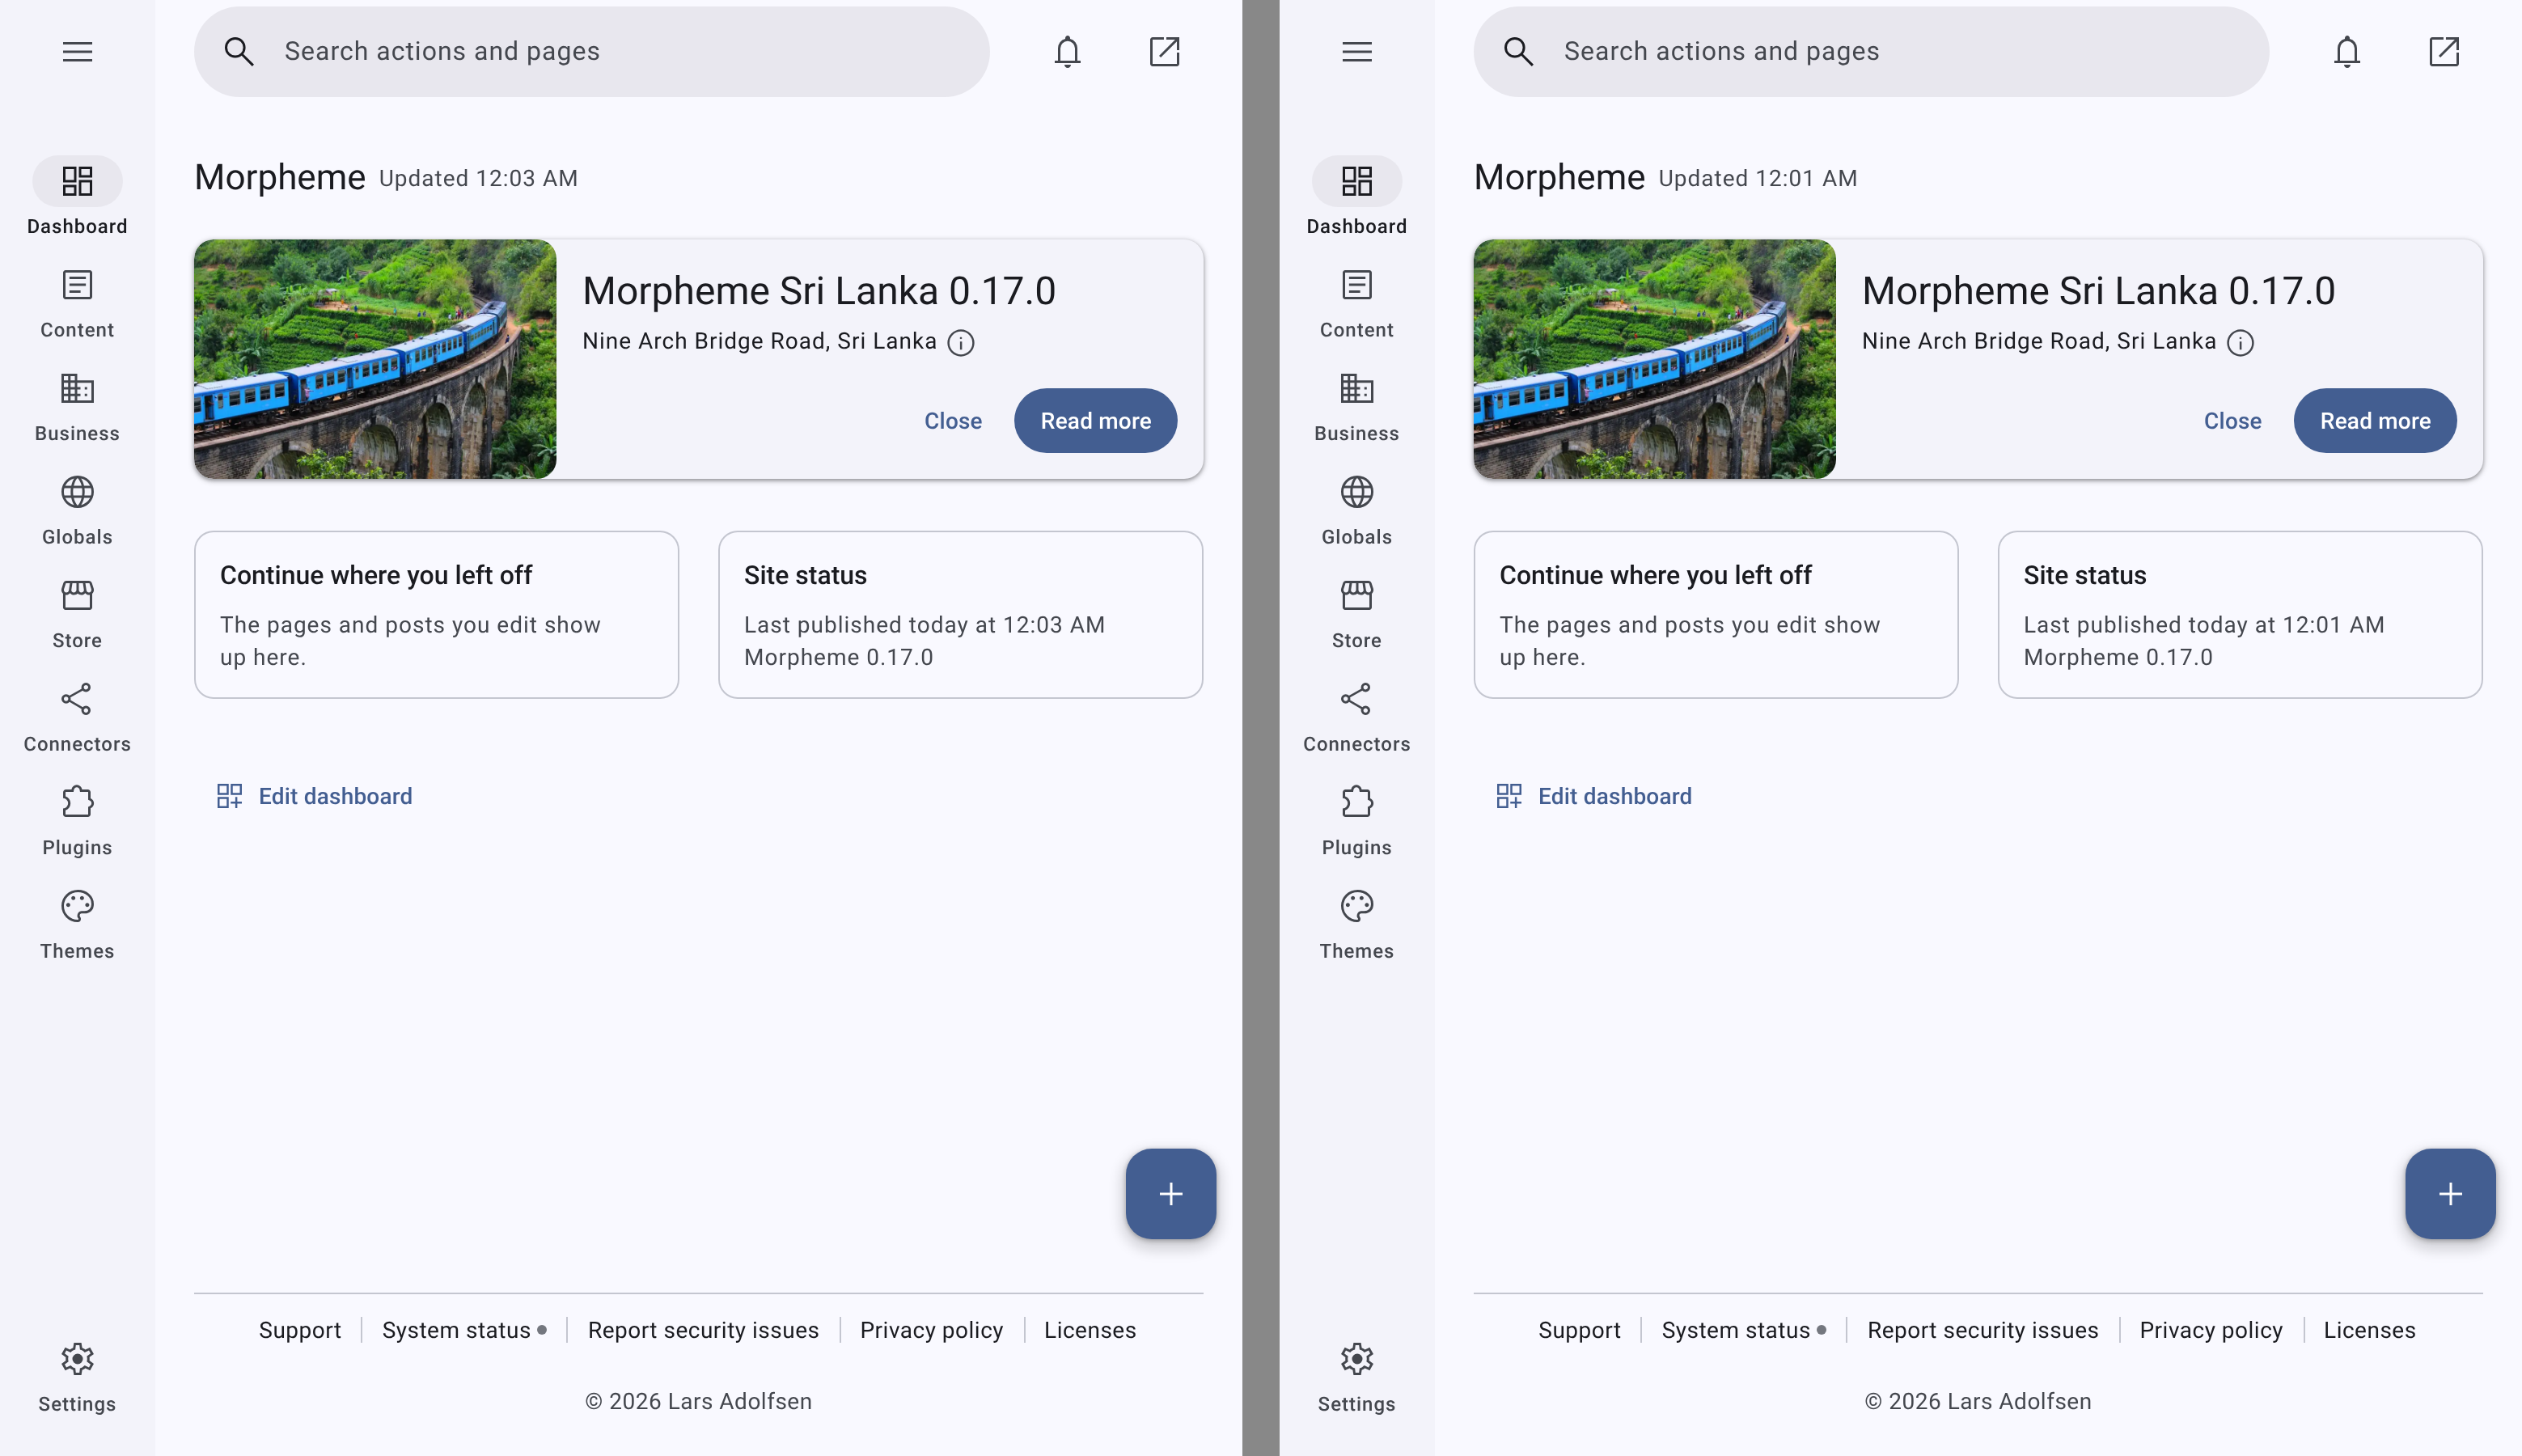 Search actions and pages
Morpheme Updated 12:03 AM
Dashboard
Morpheme Sri Lanka 0.17.0
Nine Arch Bridge Road, Sri Lanka
Close
Read more
Content
Business
Globals
Store
Connectors
Plugins
Themes
Settings
Continue where you left off
The pages and posts you edit show
up here.
Site status
Last published today at 12:03 AM
Morpheme 0.17.0
Edit dashboard
Support
System status
Report security issues
Privacy policy
Licenses
© 2026 Lars Adolfsen
Search actions and pages
Morpheme Updated 12:01 AM
Dashboard
Morpheme Sri Lanka 0.17.0
Nine Arch Bridge Road, Sri Lanka
Close
Read more
Content
Business
Globals
Store
Connectors
Plugins
Themes
Settings
Continue where you left off
The pages and posts you edit show
up here.
Site status
Last published today at 12:01 AM
Morpheme 0.17.0
Edit dashboard
Support
System status
Report security issues
Privacy policy
Licenses
© 2026 Lars Adolfsen